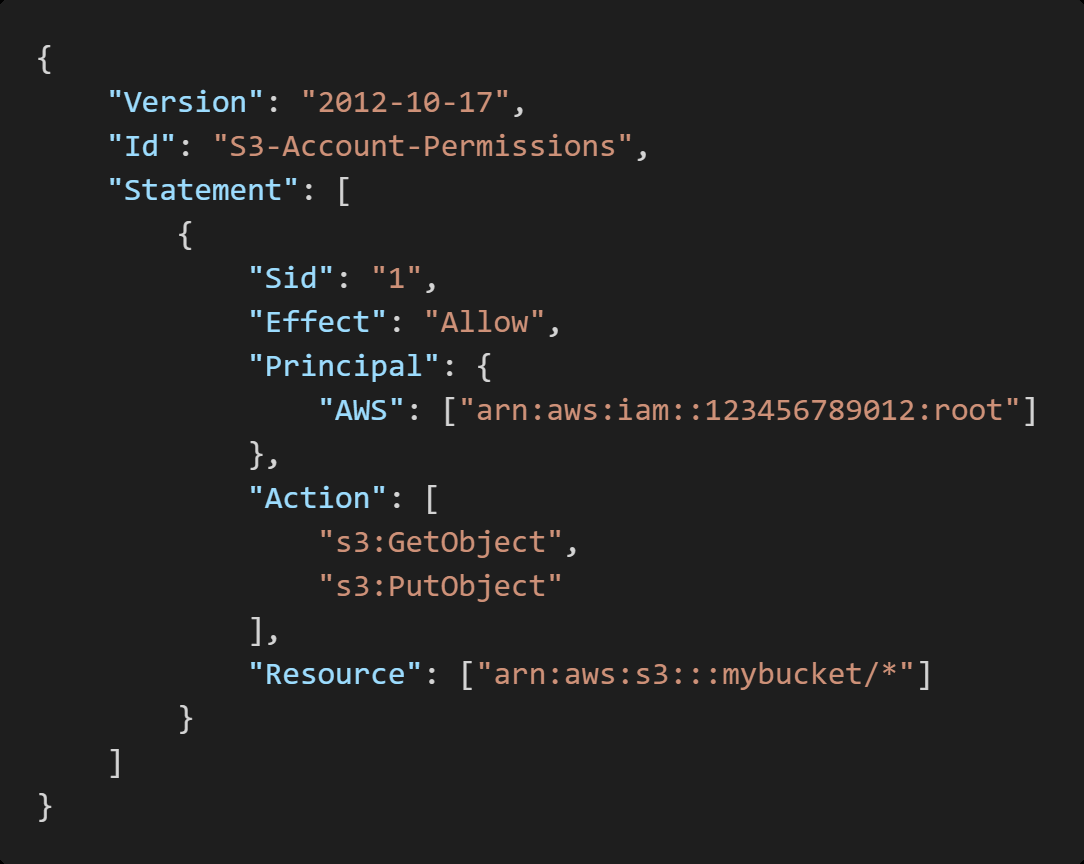 {
    "Version": "2012-10-17",
    "Id": "S3-Account-Permissions",
    "Statement": [
        {
            "Sid": "1",
            "Effect": "Allow",
            "Principal": {
                "AWS": ["arn:aws:iam::123456789012:root"]
            },
            "Action": [
                "s3:GetObject",
                "s3:PutObject"
            ],
            "Resource": ["arn:aws:s3:::mybucket/*"]
        }
    ]
}